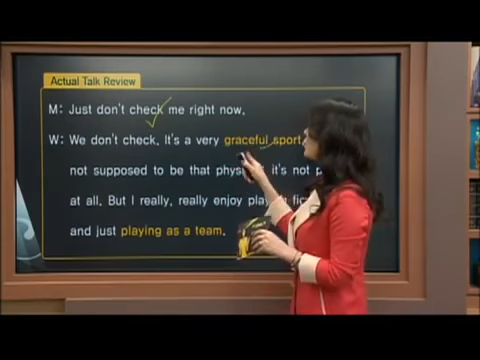 Actual Talk Review
M: Just don't check me right now.
W: We don't check. It's a very graceful sport,
not supposed to be that it's not
at all. But I really, really enjoy
and just playing as a team.